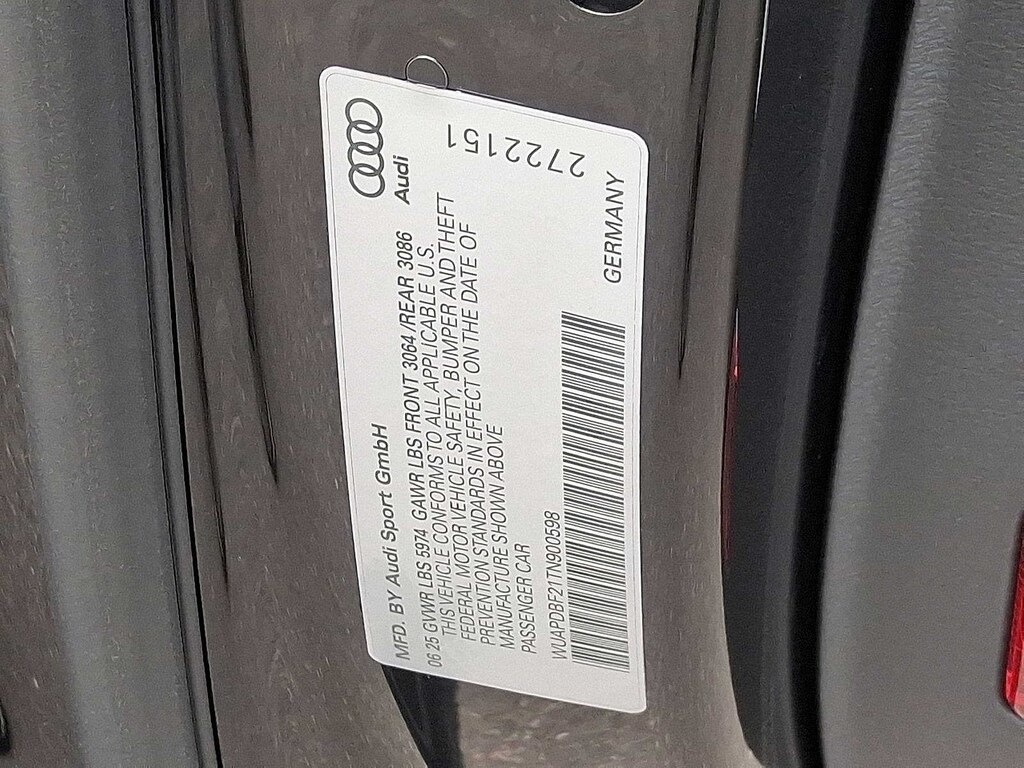 MFD. BY Audi Sport GmbH
Audi
06 25 GVWR LBS 5974 GAWR LBS FRONT 3064/REAR 3086
THIS VEHICLE CONFORMS TO ALL APPLICABLE U.S.
FEDERAL MOTOR VEHICLE SAFETY, BUMPER AND THEFT
PREVENTION STANDARDS IN EFFECT ON THE DATE OF
MANUFACTURE SHOWN ABOVE
PASSENGER CAR
WUAPDBF21TN900598
GERMANY
2722151